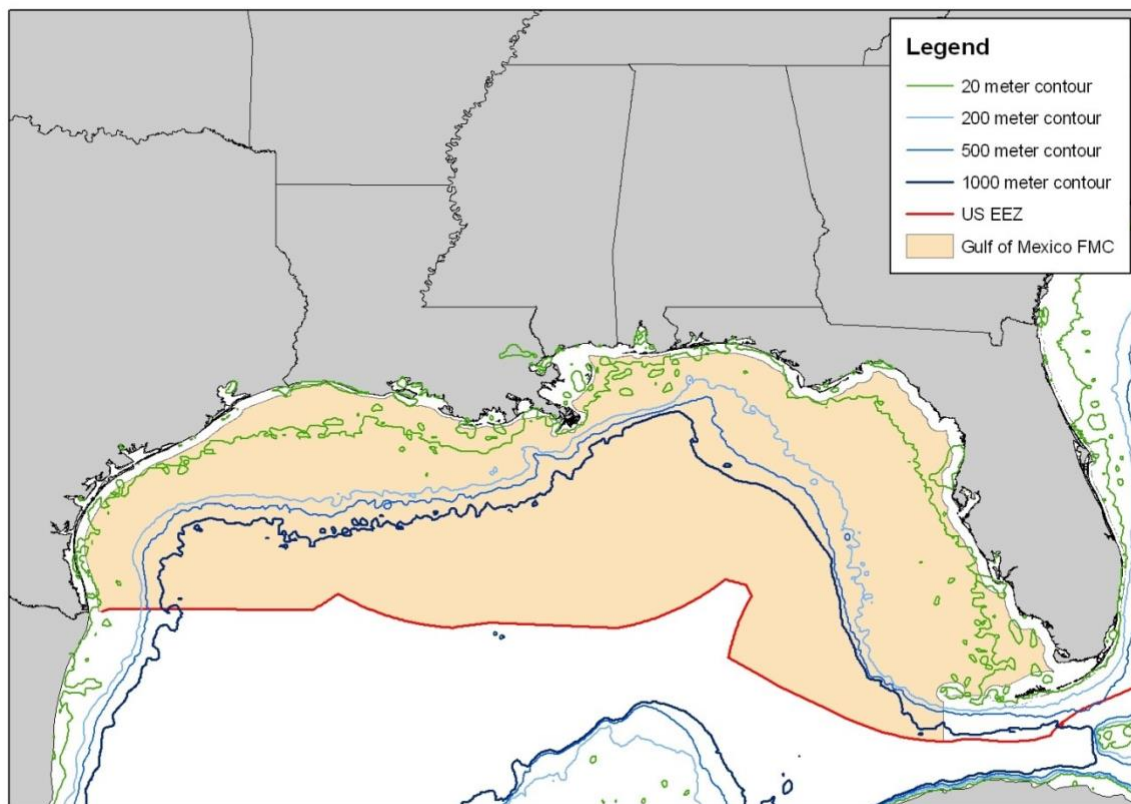 Legend
20 meter contour
200 meter contour
500 meter contour
1000 meter contour
US EEZ
Gulf of Mexico FMC